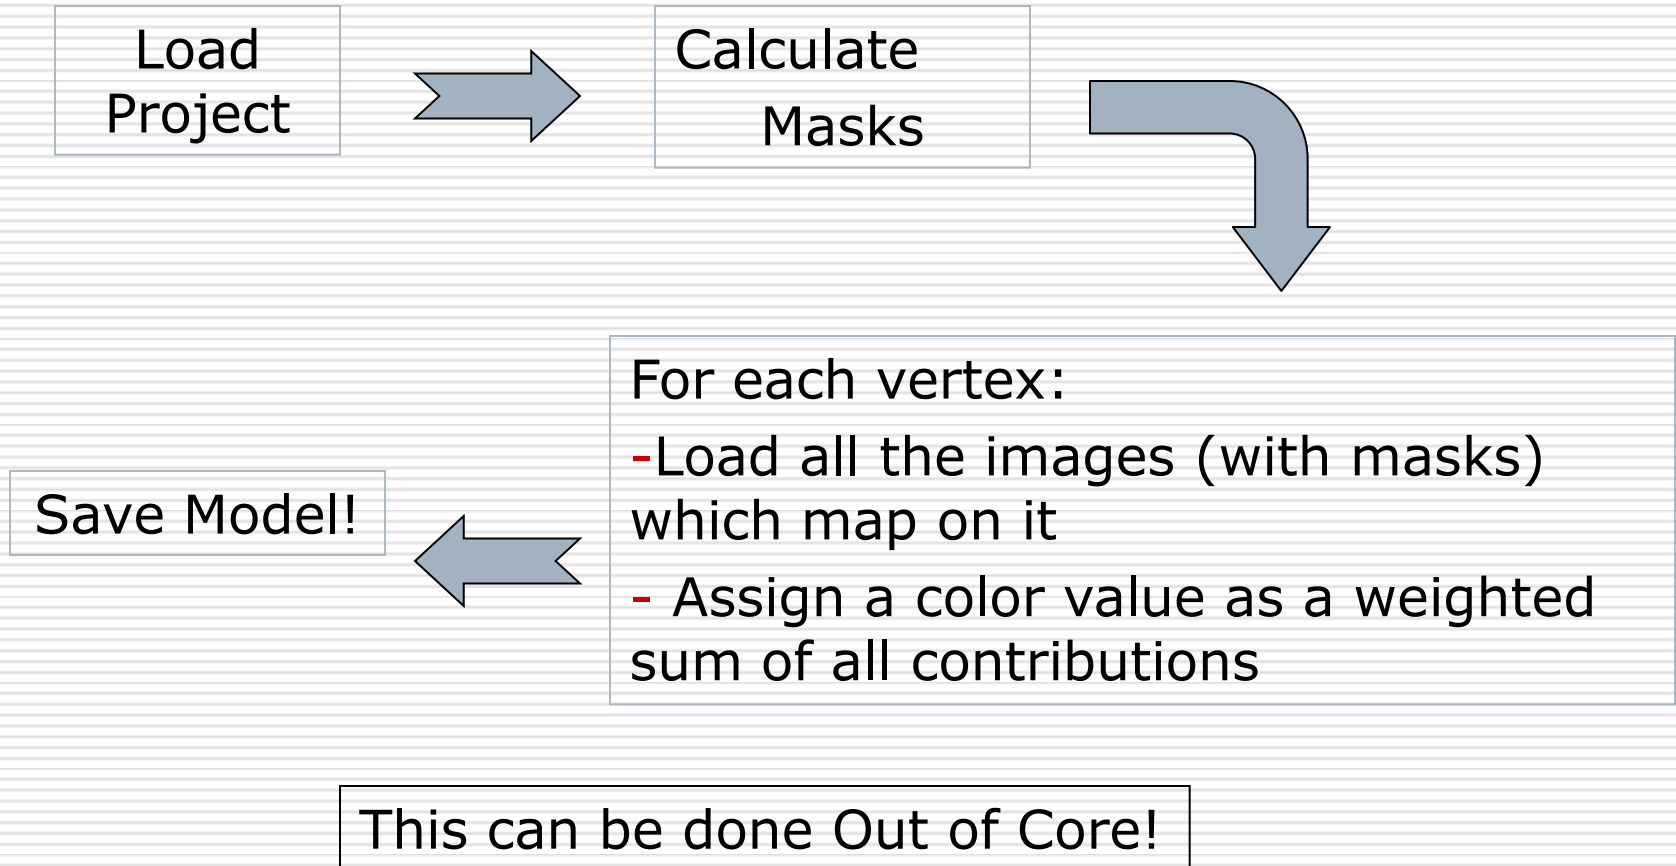 Load
Project
Calculate
Masks
For each vertex:
-Load all the images (with masks)
which map on it
- Assign a color value as a weighted
sum of all contributions
Save Model!
This can be done Out of Core!